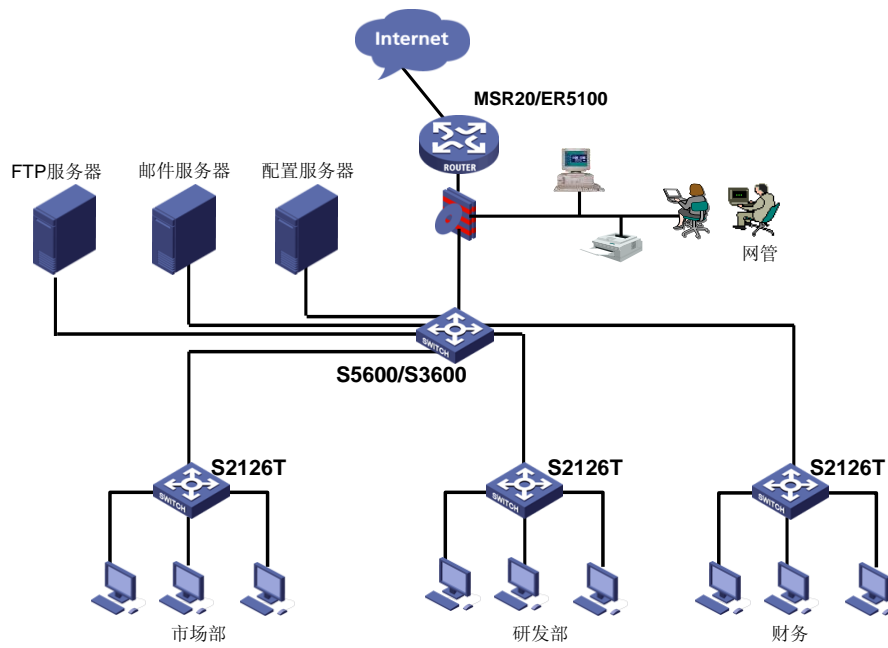 Internet
MSR20/ER5100
ROUTER
FTP服务器
邮件服务器
配置服务器
网管
SWITCH
S5600/S3600
S2126T
S2126T
S2126T
SWITCH
SWITCH
SWITCH
市场部
研发部
财务